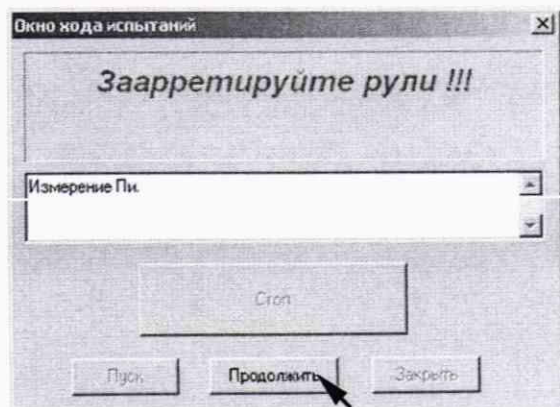 Окно хода испытаний
Заарретируйте рули !!!
Измерение Пи.
Стоп
Пуск
Продолжить
Закрыть